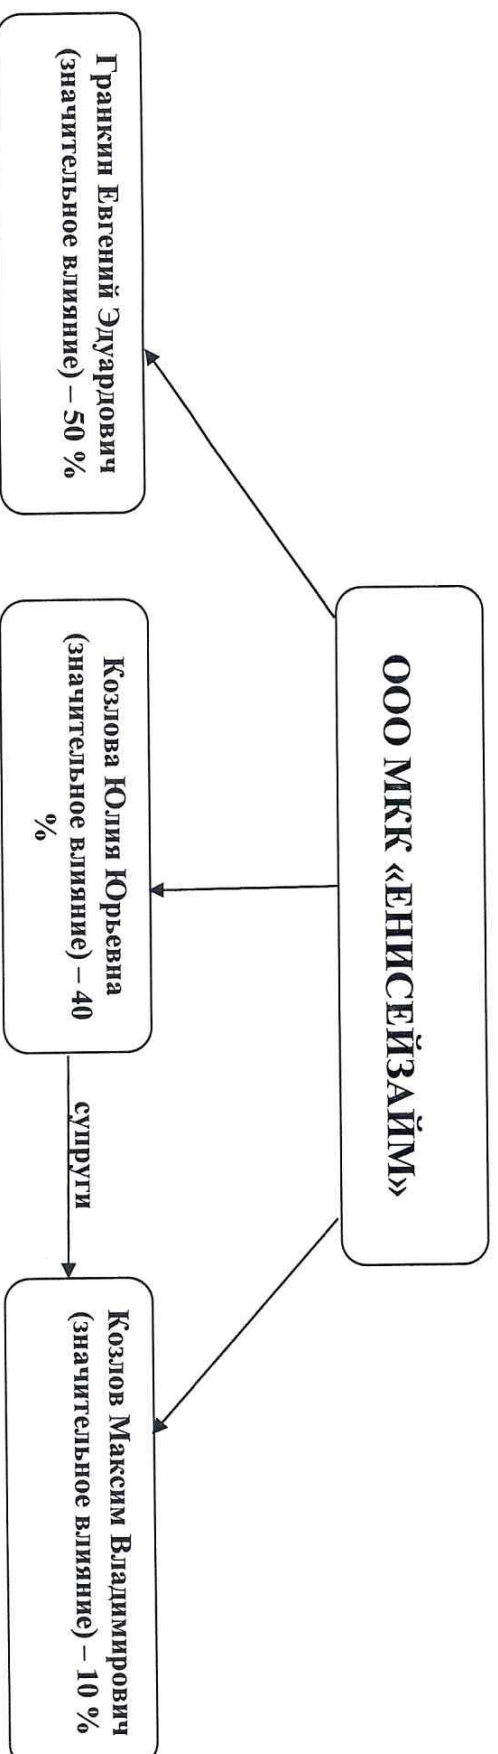 ООО МКК «ЕНИСЕЙЗАЙМ»
Гранкин Евгений Эдуардович
(значительное влияние) – 50 %
Козлова Юлия Юрьевна
(значительное влияние) – 40
%
супруги
Козлов Максим Владимирович
(значительное влияние) – 10 %